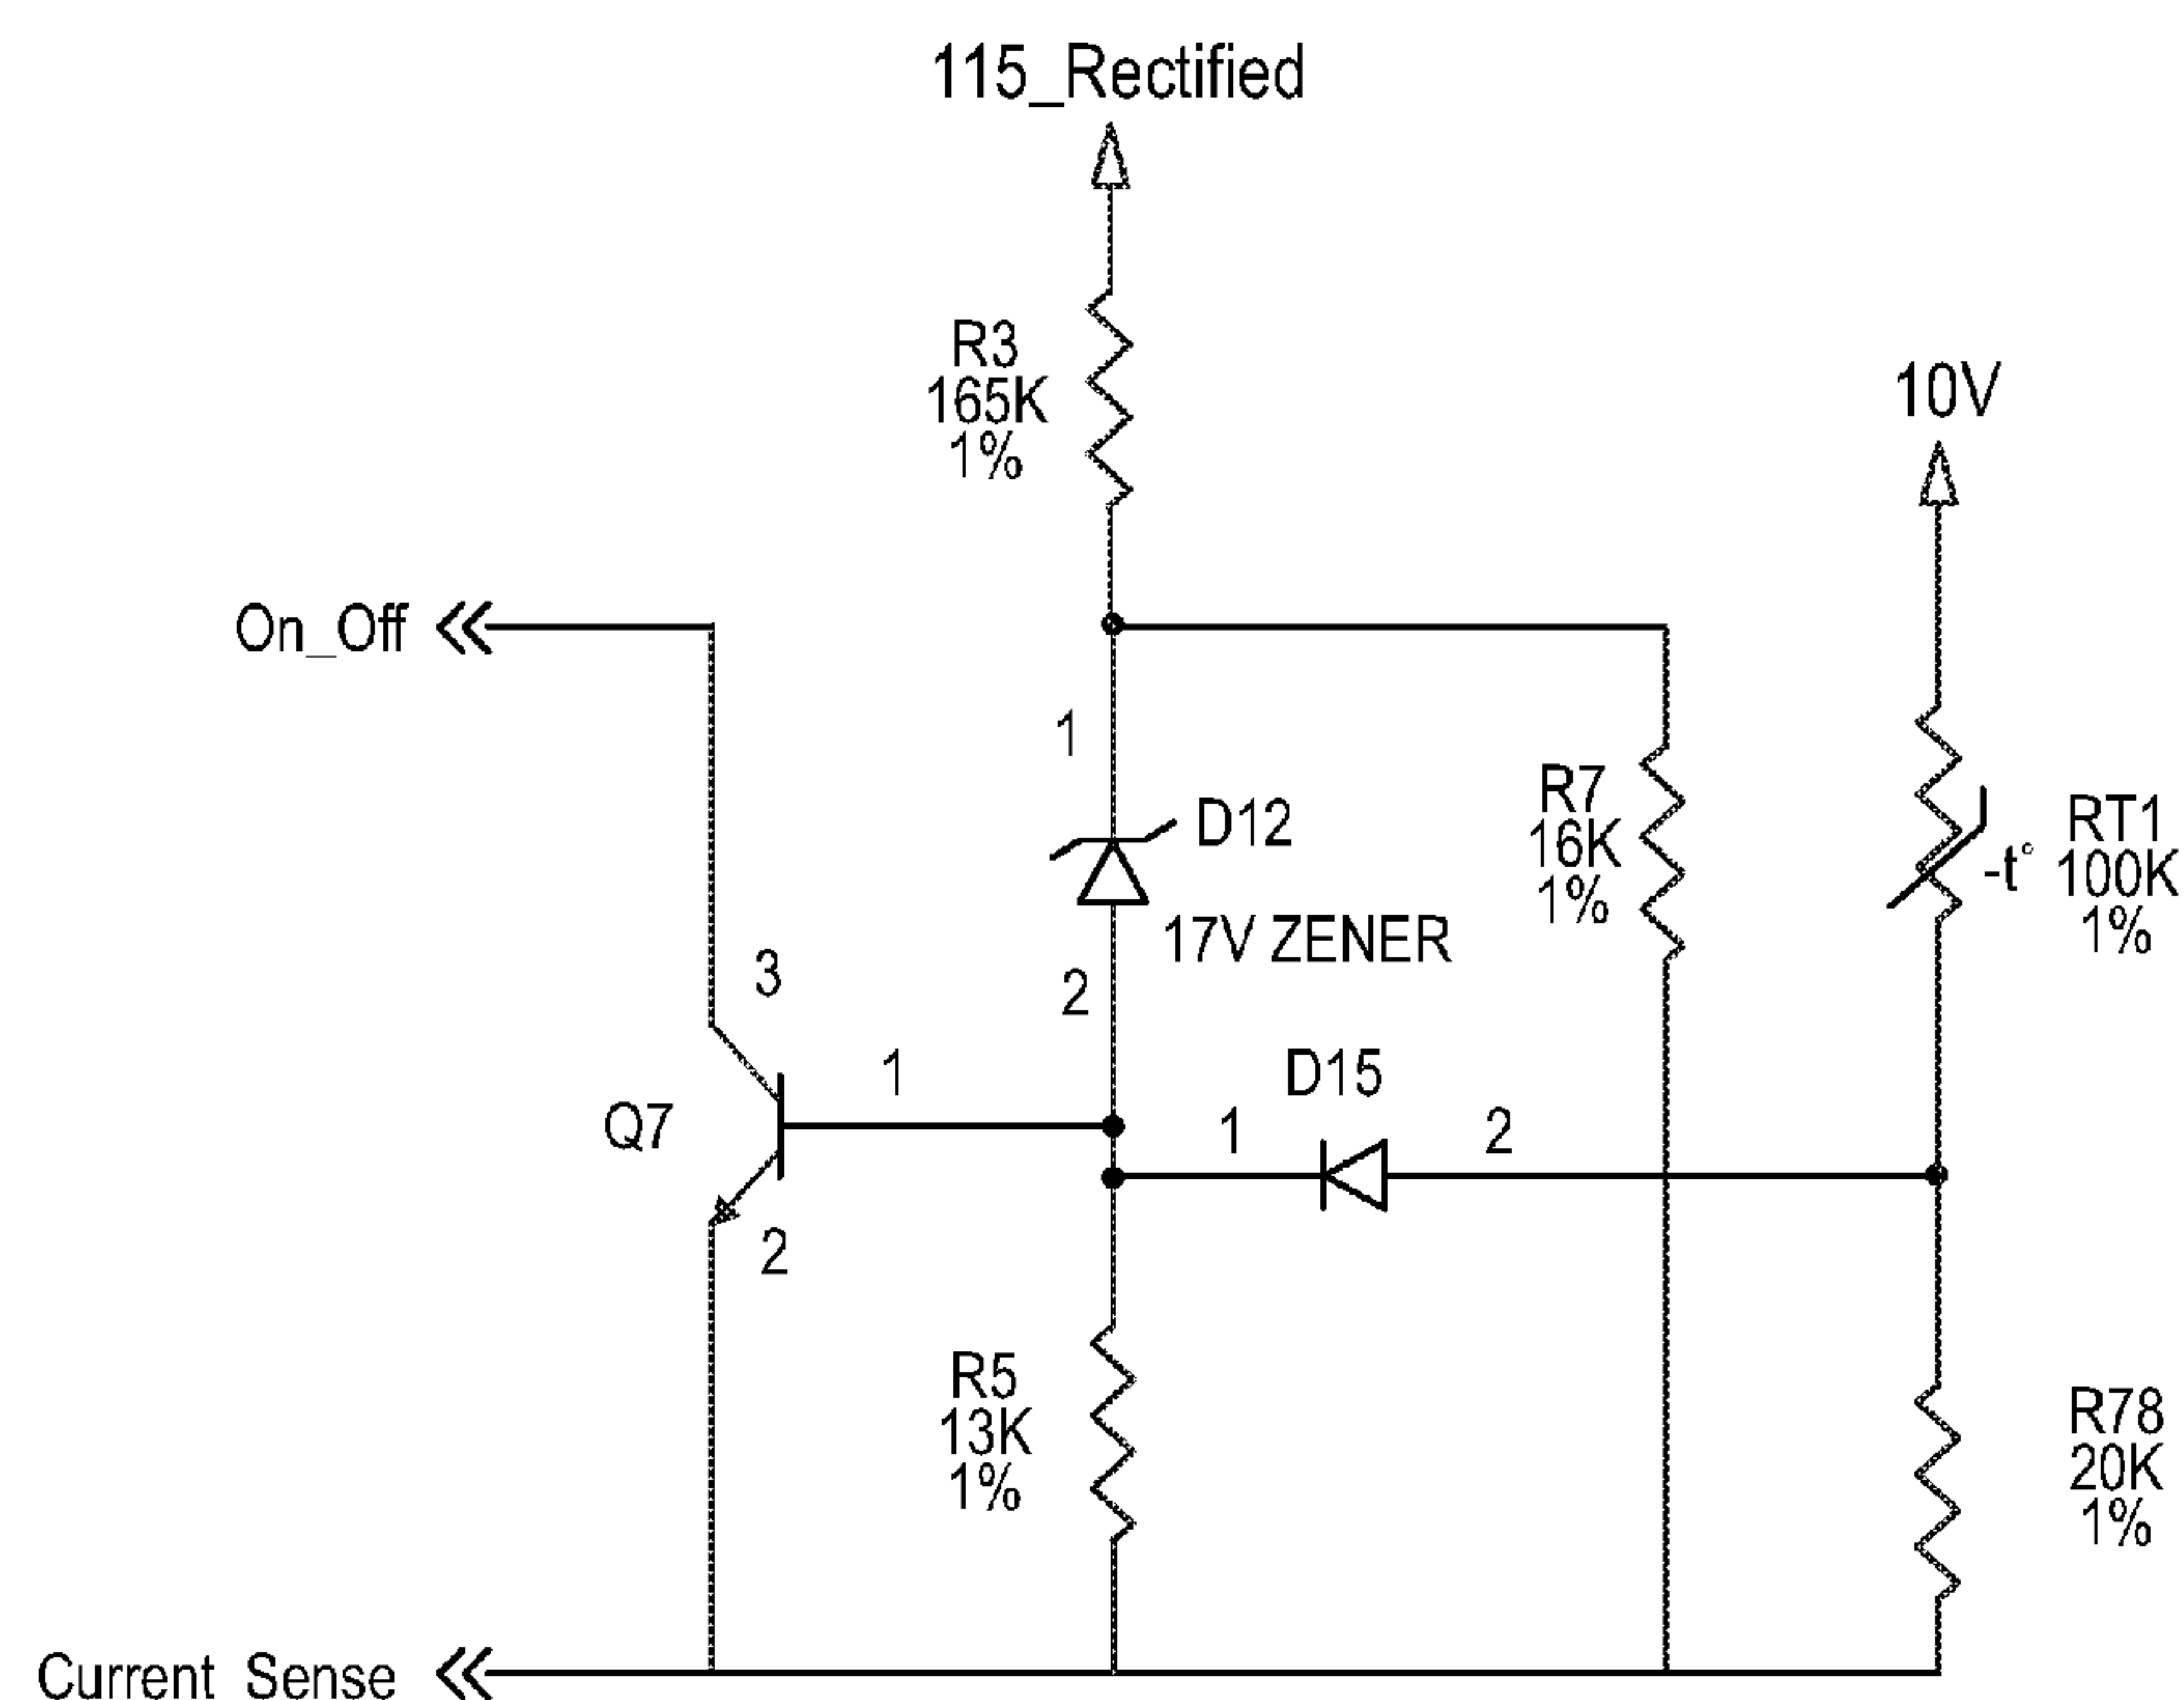 115_Rectified
R3
165K
1%
10V
On_Off
1
D12
R7
16K
1%
RT1
100K
1%
-t°
17V ZENER
3
2
1
D15
Q7
1
2
2
R5
13K
1%
R78
20K
1%
Current Sense